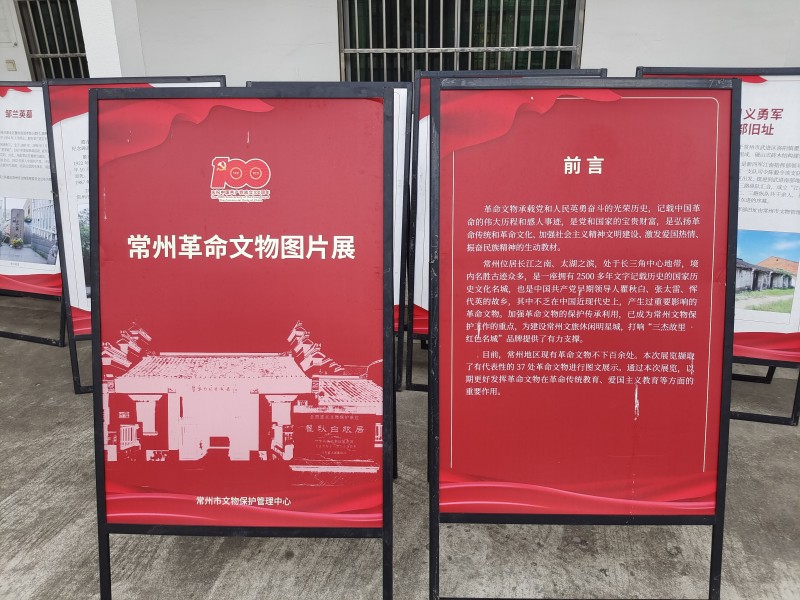 邹兰英墓
义勇军
部旧址
100
常州革命文物图片展
瞿秋白故居
常州市文物保护管理中心
前言
革命文物承载党和人民英勇奋斗的光荣历史，记载中国革
命的伟大历程和感人事迹，是党和国家的宝贵财富，是弘扬革
命传统和革命文化、加强社会主义精神文明建设、激发爱国热情、
振奋民族精神的生动教材。
常州位居长江之南、太湖之滨，处于长三角中心地带，境
内名胜古迹众多，是一座拥有 2500 多年文字记载历史的国家历
史文化名城，也是中国共产党早期领导人瞿秋白、张太雷、恽
代英的故乡，其中不乏在中国近现代史上，产生过重要影响的
革命文物。加强革命文物的保护传承利用，已成为常州文物保
护工作的重点，为建设常州文旅休闲明星城，打响“三杰故里·
红色名城”品牌提供了有力支撑。
目前，常州地区现有革命文物不下百余处。本次展览撷取
了有代表性的 37 处革命文物进行图文展示，通过本次展览，以
期更好发挥革命文物在革命传统教育、爱国主义教育等方面的
重要作用。